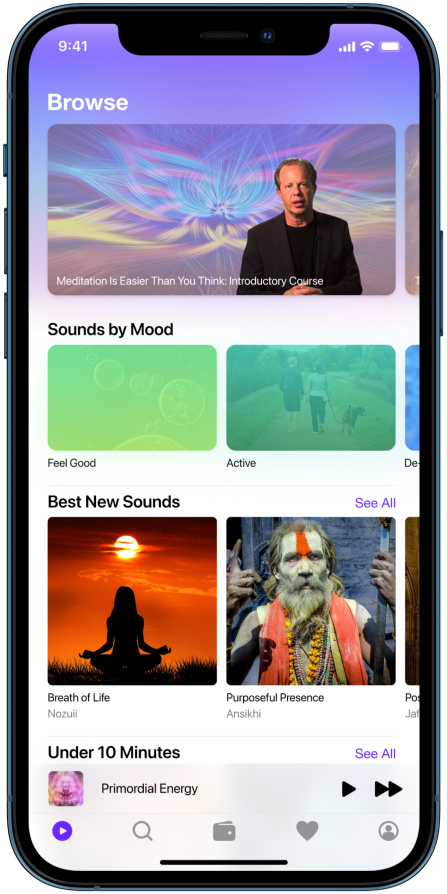 9:41
Browse
Meditation Is Easier Than You Think: Introductory Course
T
Sounds by Mood
Feel Good
Active
De-
Best New Sounds
See All
Breath of Life
Purposeful Presence
Pos
Nozuii
Ansikhi
Jaf
Under 10 Minutes
See All
Primordial Energy